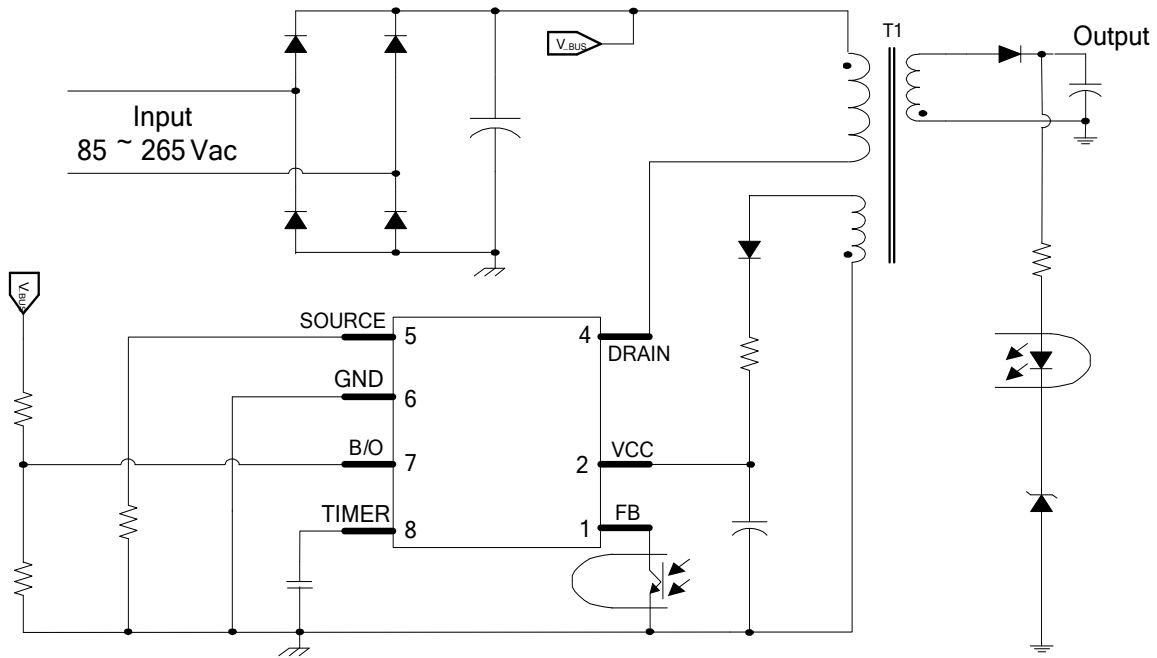 V_BUS
T1
Output
Input
85 ~ 265 Vac
V_BUS
SOURCE
5
4
DRAIN
GND
6
B/O
7
2
VCC
TIMER
8
1
FB